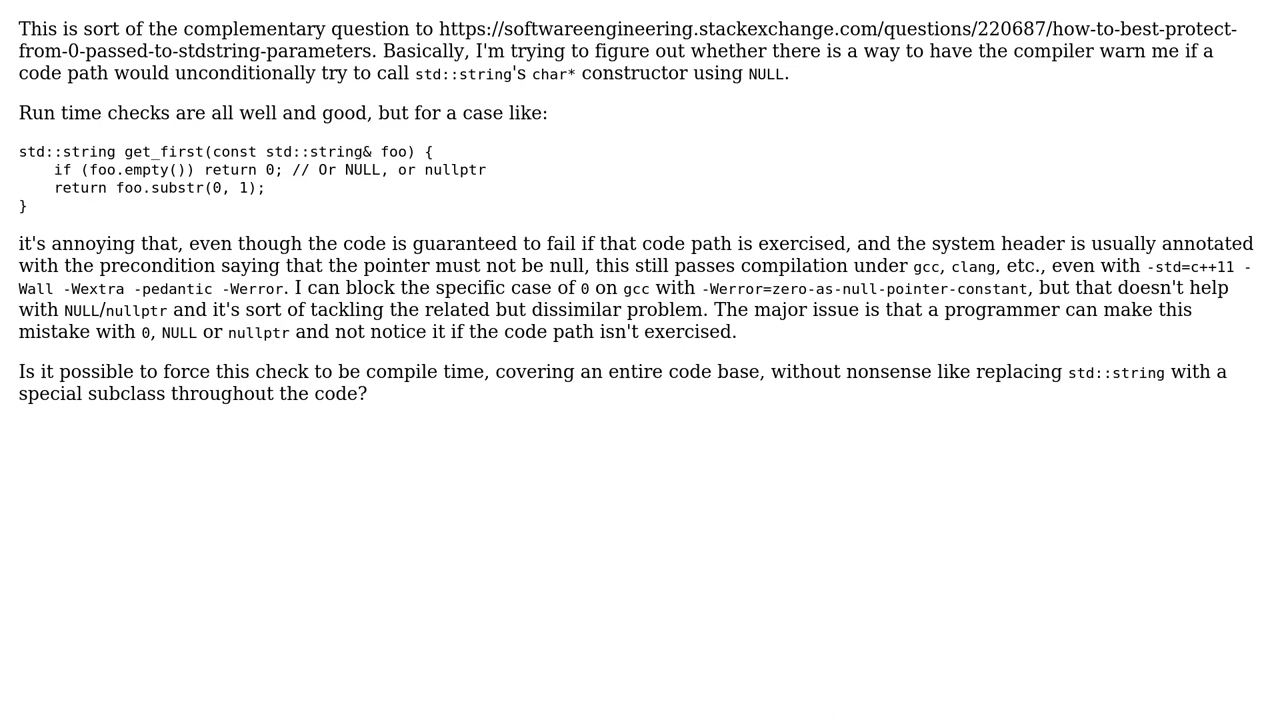 This is sort of the complementary question to https://softwareengineering.stackexchange.com/questions/220687/how-to-best-protect-
from-0-passed-to-stdstring-parameters. Basically, I'm trying to figure out whether there is a way to have the compiler warn me if a
code path would unconditionally try to call std::string's char* constructor using NULL.
Run time checks are all well and good, but for a case like:
std::string get_first(const std::string& foo) {
    if (foo.empty()) return 0; // Or NULL, or nullptr
    return foo.substr(0, 1);
}
it's annoying that, even though the code is guaranteed to fail if that code path is exercised, and the system header is usually annotated
with the precondition saying that the pointer must not be null, this still passes compilation under gcc, clang, etc., even with -std=c++11 -
Wall -Wextra -pedantic -Werror. I can block the specific case of 0 on gcc with -Werror=zero-as-null-pointer-constant, but that doesn't help
with NULL/nullptr and it's sort of tackling the related but dissimilar problem. The major issue is that a programmer can make this
mistake with 0, NULL or nullptr and not notice it if the code path isn't exercised.
Is it possible to force this check to be compile time, covering an entire code base, without nonsense like replacing std::string with a
special subclass throughout the code?